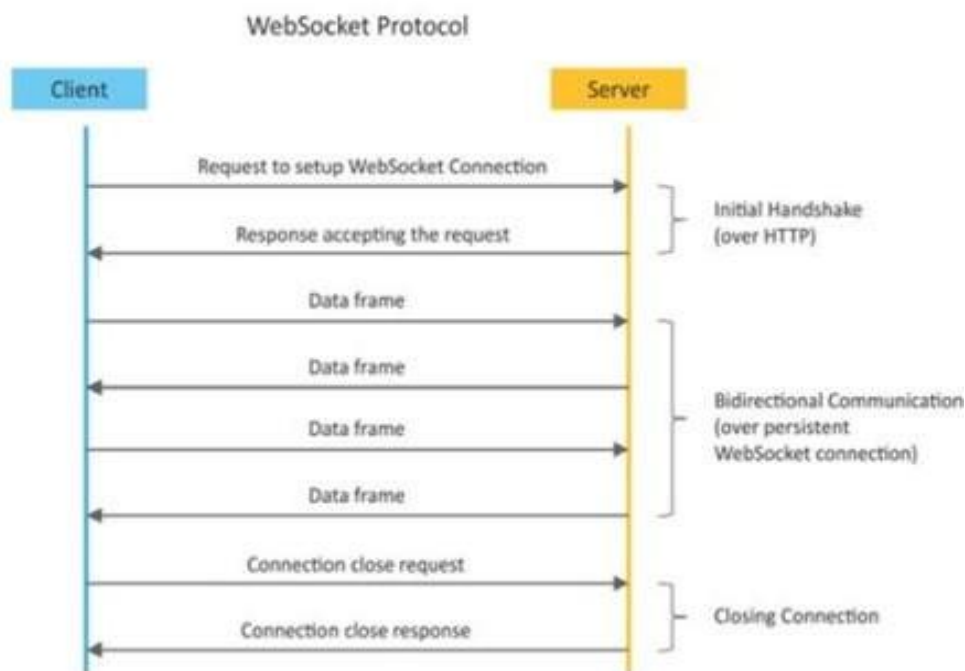 WebSocket Protocol
Client
Server
Request to setup WebSocket Connection
Response accepting the request
Initial Handshake
(over HTTP)
Data frame
Data frame
Data frame
Data frame
Bidirectional Communication
(over persistent
WebSocket connection)
Connection close request
Connection close response
Closing Connection